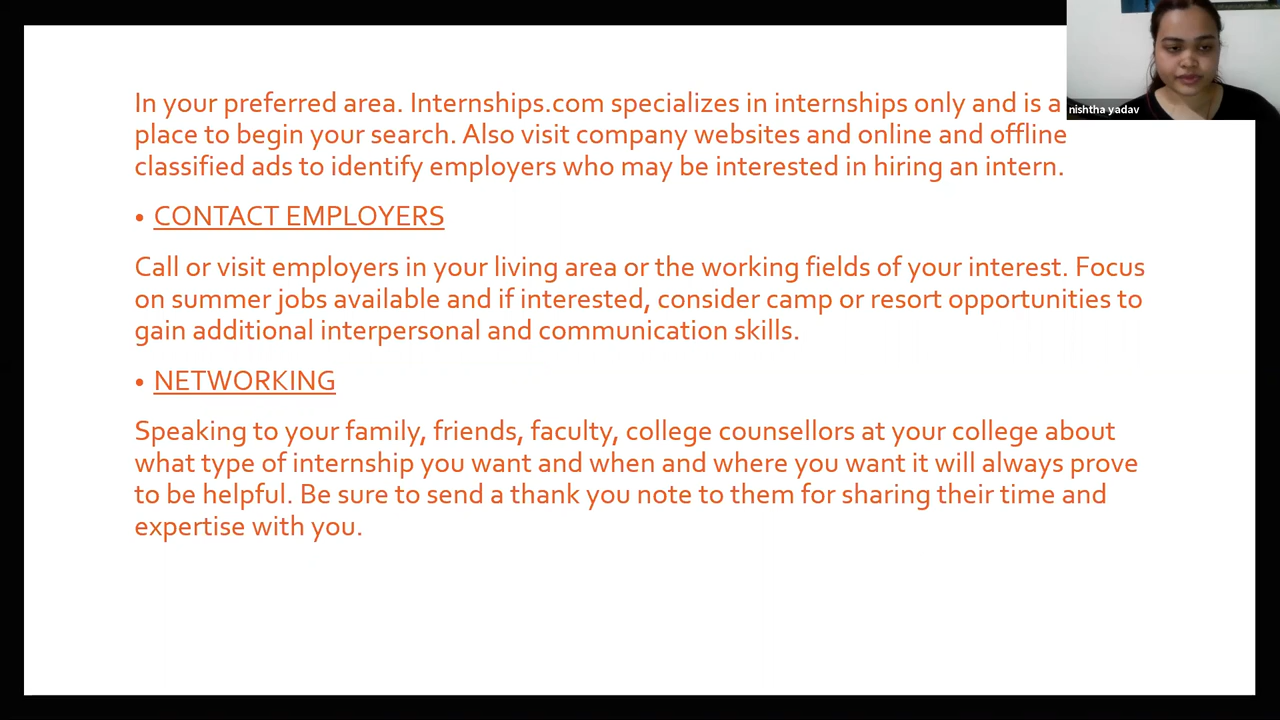 In your preferred area. Internships.com specializes in internships only and is a
place to begin your search. Also visit company websites and online and offline
classified ads to identify employers who may be interested in hiring an intern.
• CONTACT EMPLOYERS
Call or visit employers in your living area or the working fields of your interest. Focus
on summer jobs available and if interested, consider camp or resort opportunities to
gain additional interpersonal and communication skills.
• NETWORKING
Speaking to your family, friends, faculty, college counsellors at your college about
what type of internship you want and when and where you want it will always prove
to be helpful. Be sure to send a thank you note to them for sharing their time and
expertise with you.
nishtha yadav